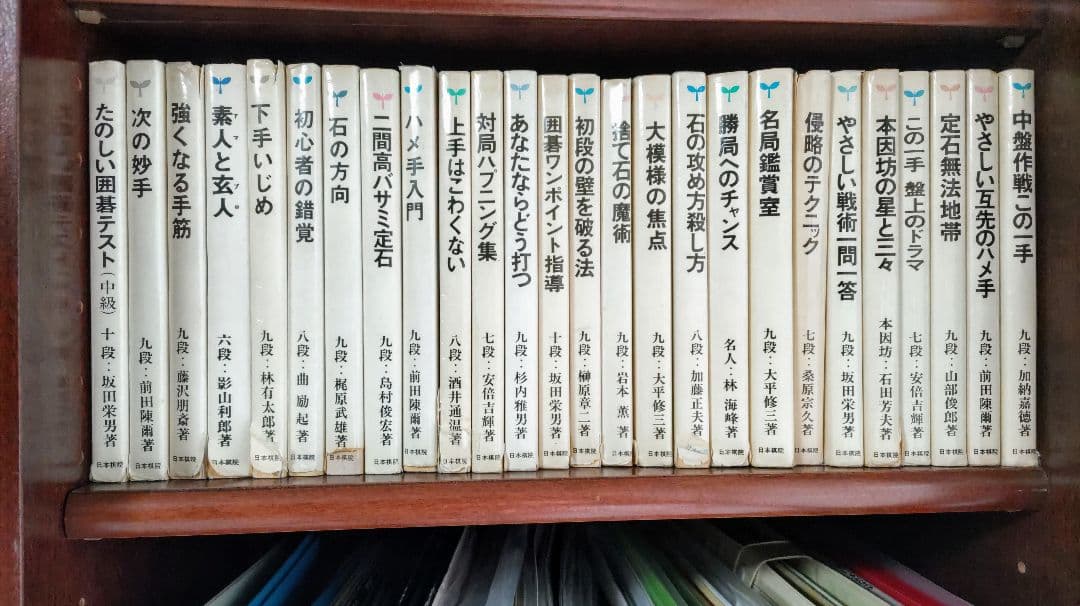 たのしい囲碁テスト(中級) 十段・坂田栄男著 日本棋院
次の妙手 九段・前田陳爾著 日本棋院
強くなる手筋 九段・藤沢朋斎著 日本棋院
素人と玄人 アマ プロ 六段・影山利郎著 日本棋院
下手いじめ 九段・林有太郎著 日本棋院
初心者の錯覚 八段・曲励起著 日本棋院
石の方向 九段・梶原武雄著 日本棋院
二間高バサミ定石 九段・島村俊宏著 日本棋院
ハメ手入門 九段・前田陳爾著 日本棋院
上手はこわくない 八段・酒井通温著 日本棋院
対局ハプニング集 七段・安倍吉輝著 日本棋院
あなたならどう打つ 九段・杉内雅男著 日本棋院
囲碁ワンポイント指導 十段・坂田栄男著 日本棋院
初段の壁を破る法 九段・榊原章二著 日本棋院
捨て石の魔術 九段・岩本薫著 日本棋院
大模様の焦点 九段・大平修三著 日本棋院
石の攻め方殺し方 八段・加藤正夫著 日本棋院
勝局へのチャンス 名人・林海峰著 日本棋院
名局鑑賞室 九段・大平修三著 日本棋院
侵略のテクニック 七段・桑原宗久著 日本棋院
やさしい戦術一問一答 九段・坂田栄男著 日本棋院
本因坊の星と三々 本因坊・石田芳夫著 日本棋院
この一手 盤上のドラマ 七段・安倍吉輝著 日本棋院
定石無法地帯 九段・山部俊郎著 日本棋院
やさしい互先のハメ手 九段・前田陳爾著 日本棋院
中盤作戦この一手 九段・加納嘉徳著 日本棋院